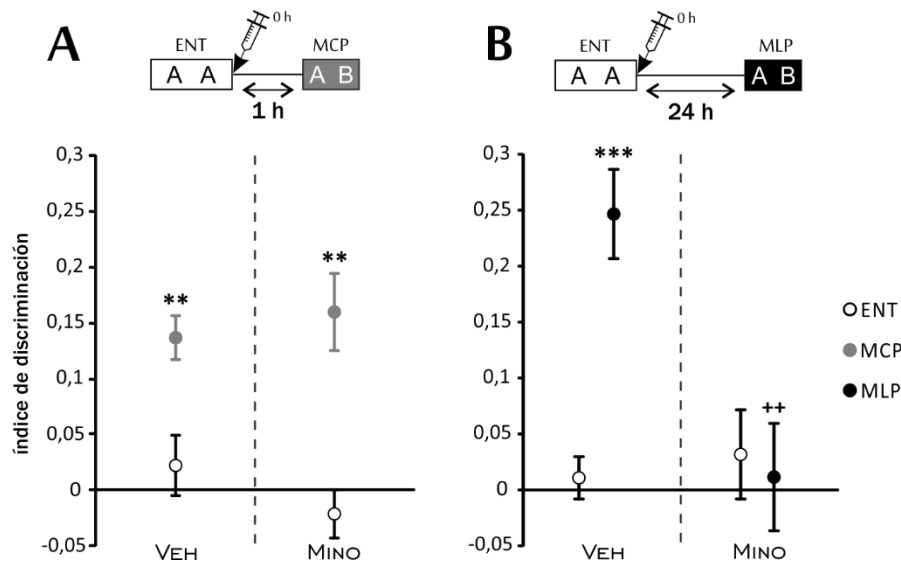 A
0 h
ENT
MCP
A A
A B
1 h
índice de discriminación
0,3
0,25
0,2
0,15
0,1
0,05
0
-0,05
**
**
VEH
MINO
B
0 h
ENT
MLP
A A
A B
24 h
0,3
0,25
0,2
0,15
0,1
0,05
0
-0,05
***
++
VEH
MINO
ENT
MCP
MLP